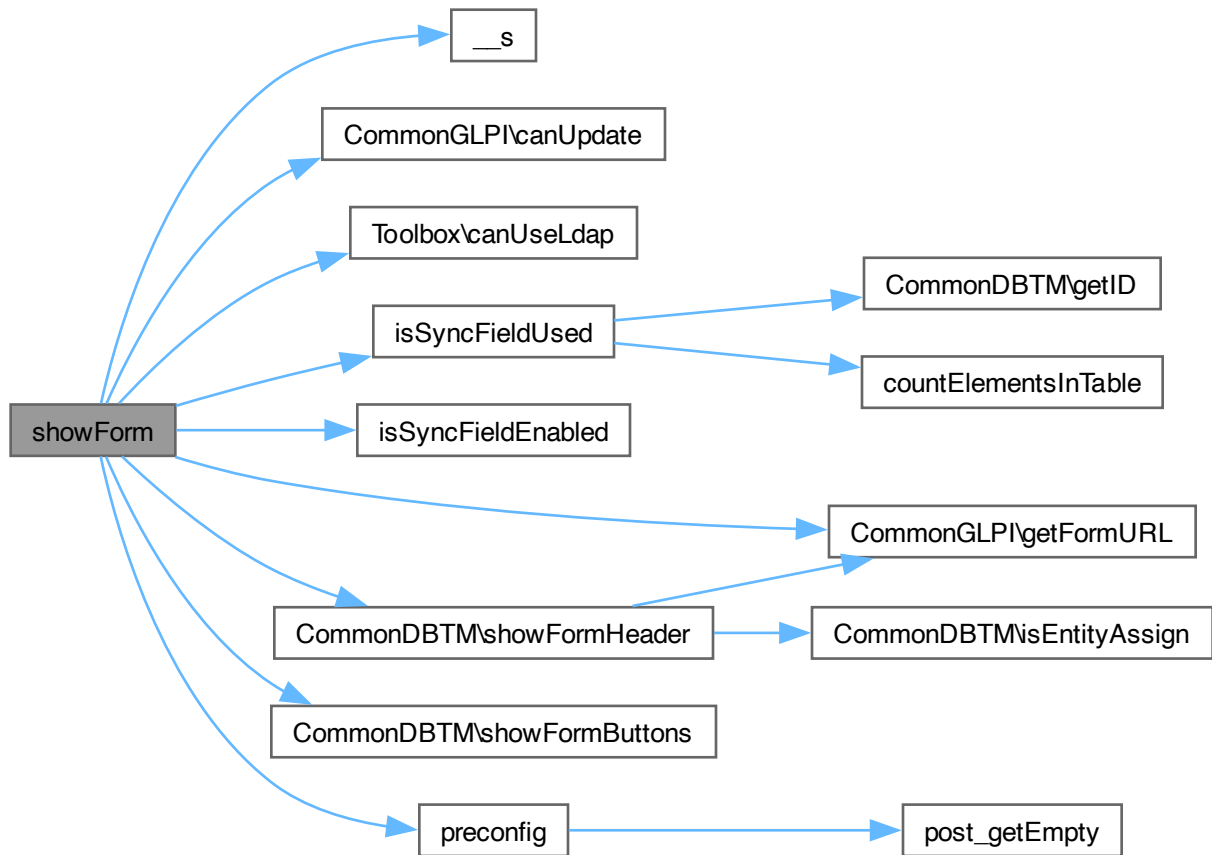 __s
CommonGLPI\canUpdate
Toolbox\canUseLdap
CommonDBTM\getID
isSyncFieldUsed
countElementsInTable
showForm
isSyncFieldEnabled
CommonGLPI\getFormURL
CommonDBTM\showFormHeader
CommonDBTM\isEntityAssign
CommonDBTM\showFormButtons
preconfig
post_getEmpty